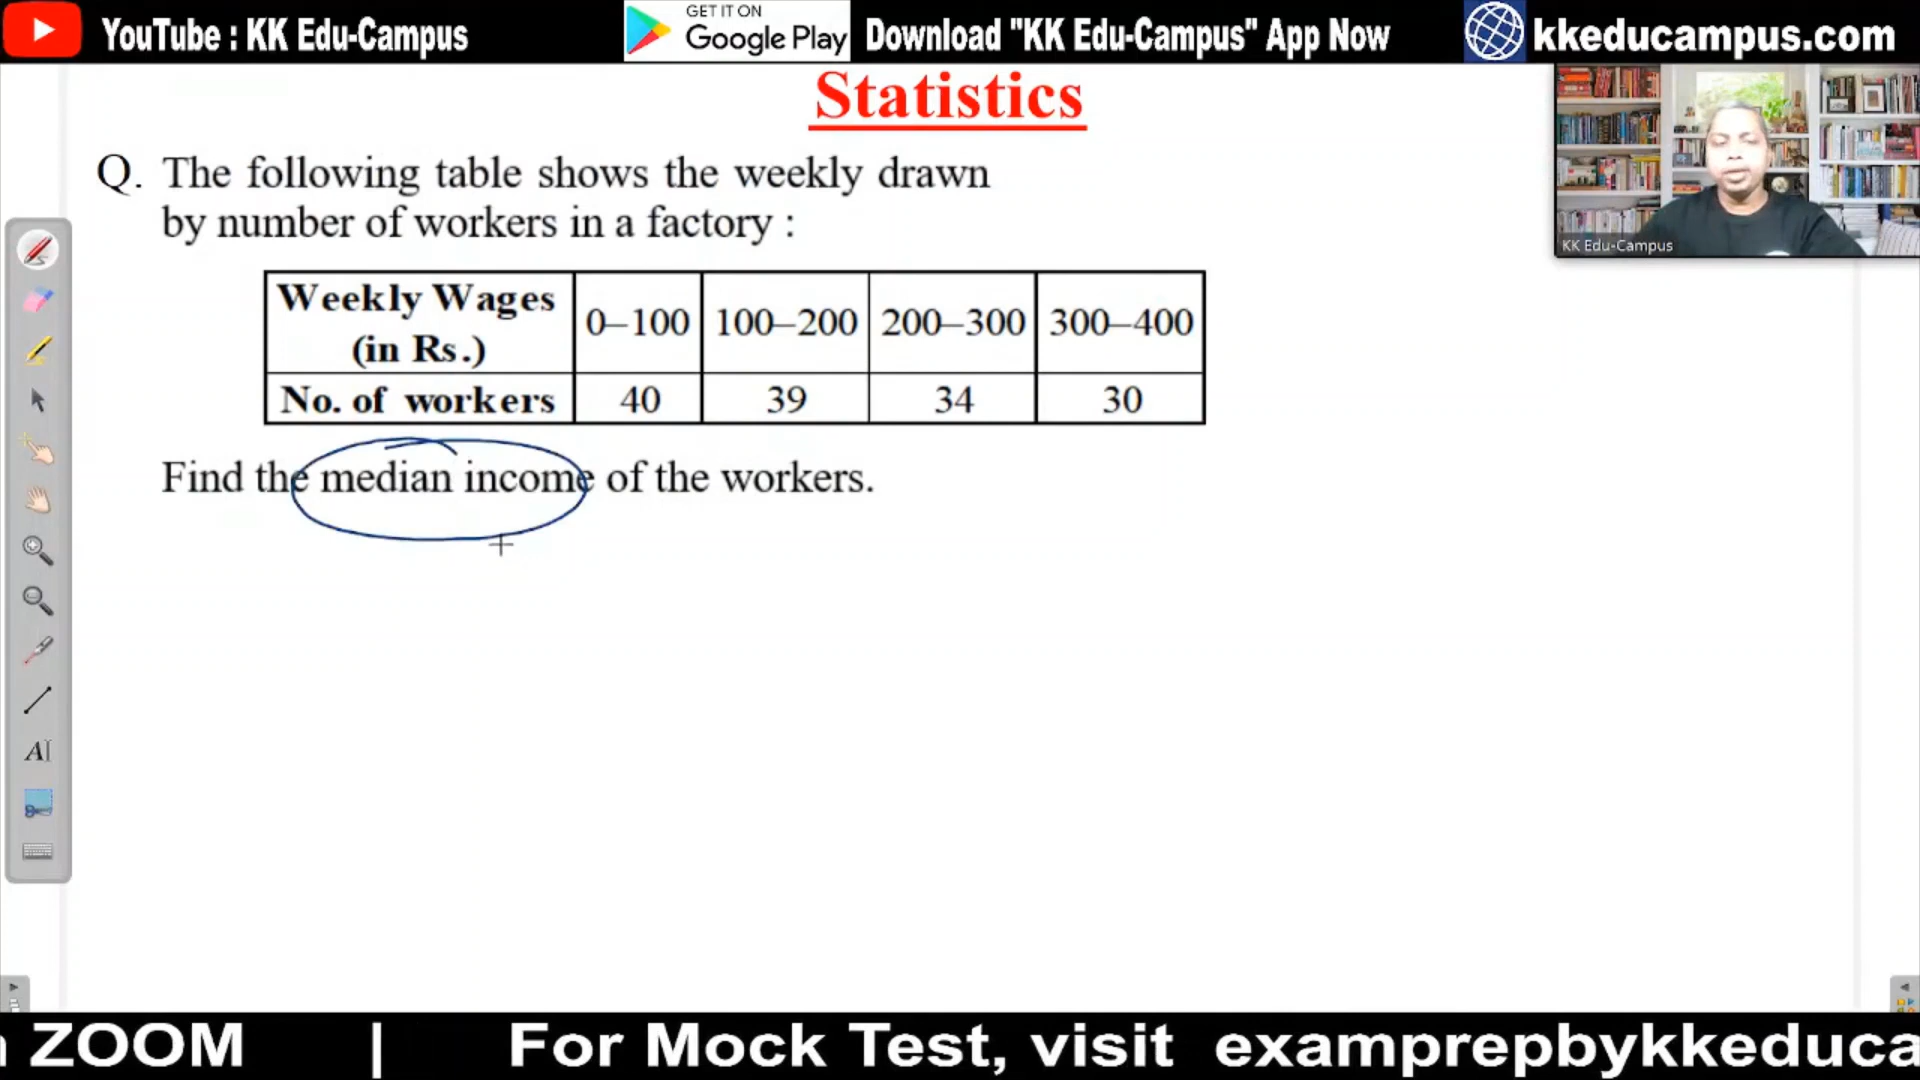 YouTube : KK Edu-Campus
GET IT ON
Google Play
Download "KK Edu-Campus" App Now
kkeducampus.com
Statistics
KK Edu-Campus
Q. The following table shows the weekly drawn
by number of workers in a factory :
Weekly Wages
(in Rs.)
0–100 100–200 200–300 300–400
No. of workers 40 39 34 30
Find the median income of the workers.
ZOOM | For Mock Test, visit examprepbykkeduca